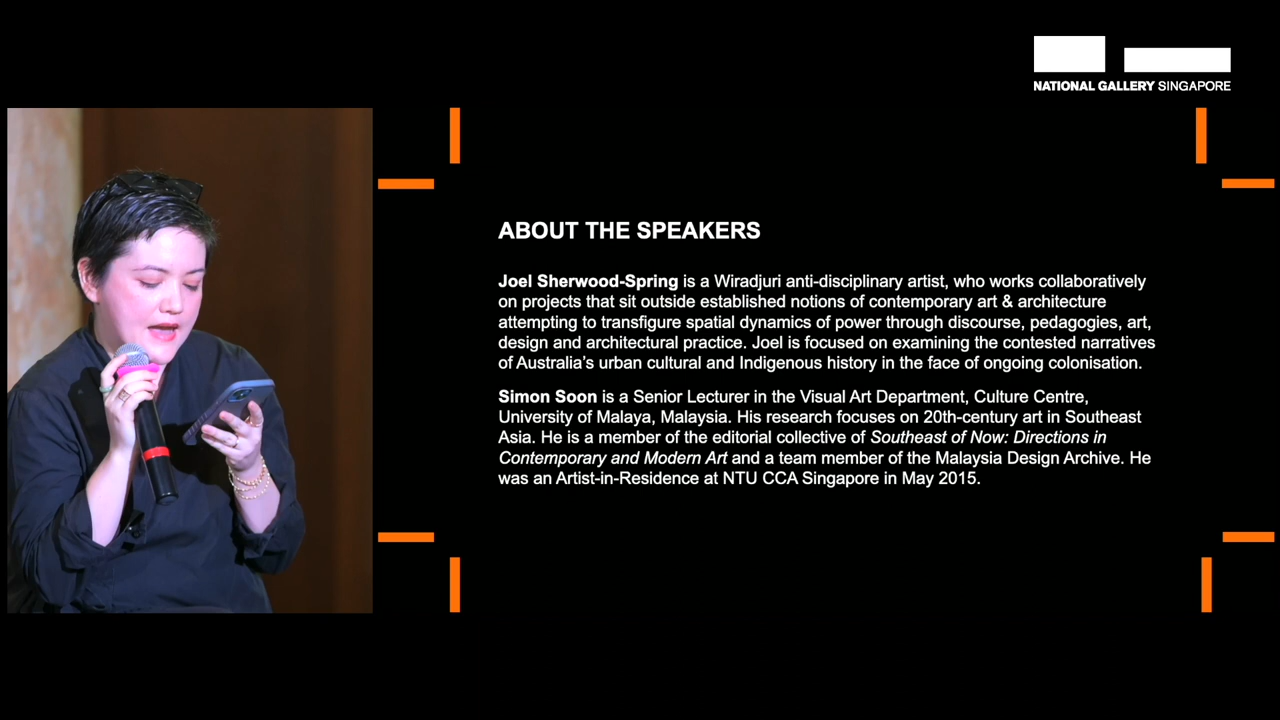 NATIONAL GALLERY SINGAPORE
ABOUT THE SPEAKERS
Joel Sherwood-Spring is a Wiradjuri anti-disciplinary artist, who works collaboratively
on projects that sit outside established notions of contemporary art & architecture
attempting to transfigure spatial dynamics of power through discourse, pedagogies, art,
design and architectural practice. Joel is focused on examining the contested narratives
of Australia's urban cultural and Indigenous history in the face of ongoing colonisation.
Simon Soon is a Senior Lecturer in the Visual Art Department, Culture Centre,
University of Malaya, Malaysia. His research focuses on 20th-century art in Southeast
Asia. He is a member of the editorial collective of Southeast of Now: Directions in
Contemporary and Modern Art and a team member of the Malaysia Design Archive. He
was an Artist-in-Residence at NTU CCA Singapore in May 2015.